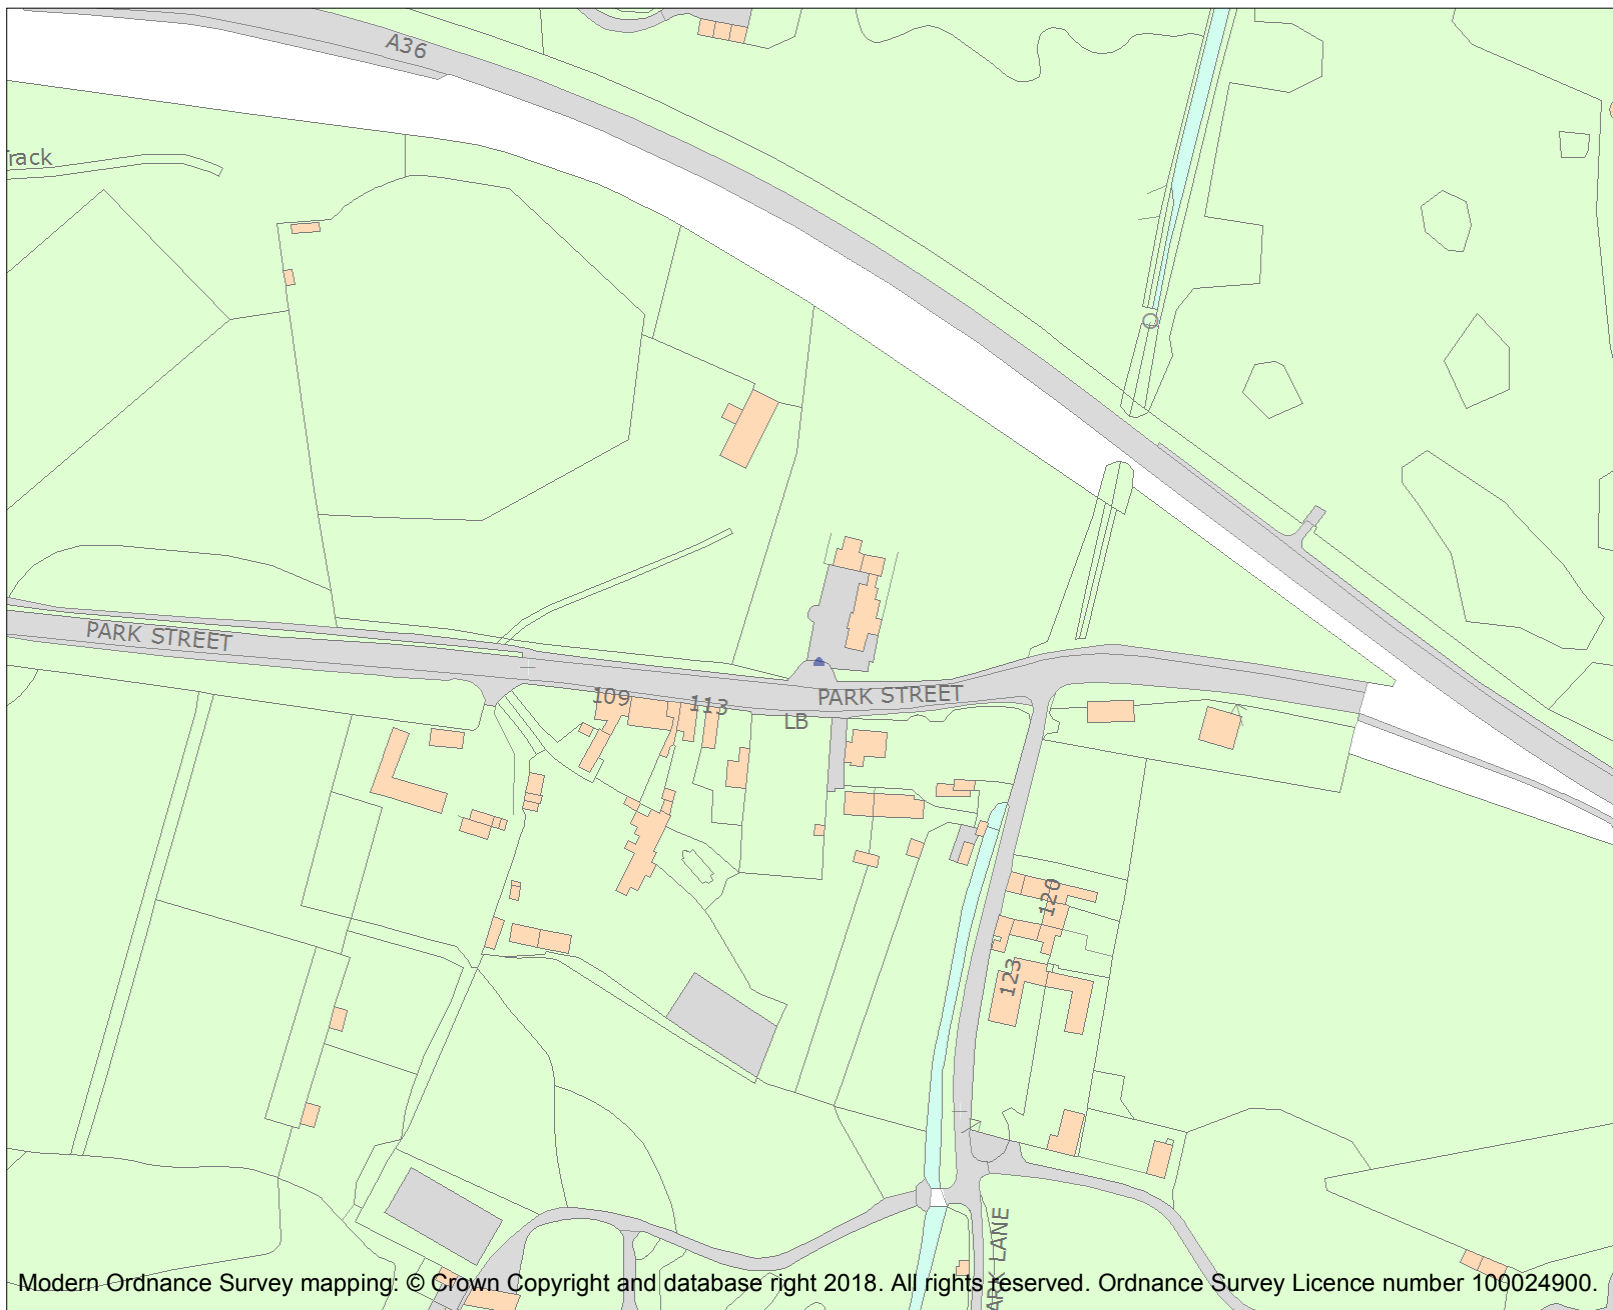 A36
rack
PARK STREET
109
113
PARK STREET
LB
120
123
ARK LANE
Modern Ordnance Survey mapping: © Crown Copyright and database right 2018. All rights reserved. Ordnance Survey Licence number 100024900.